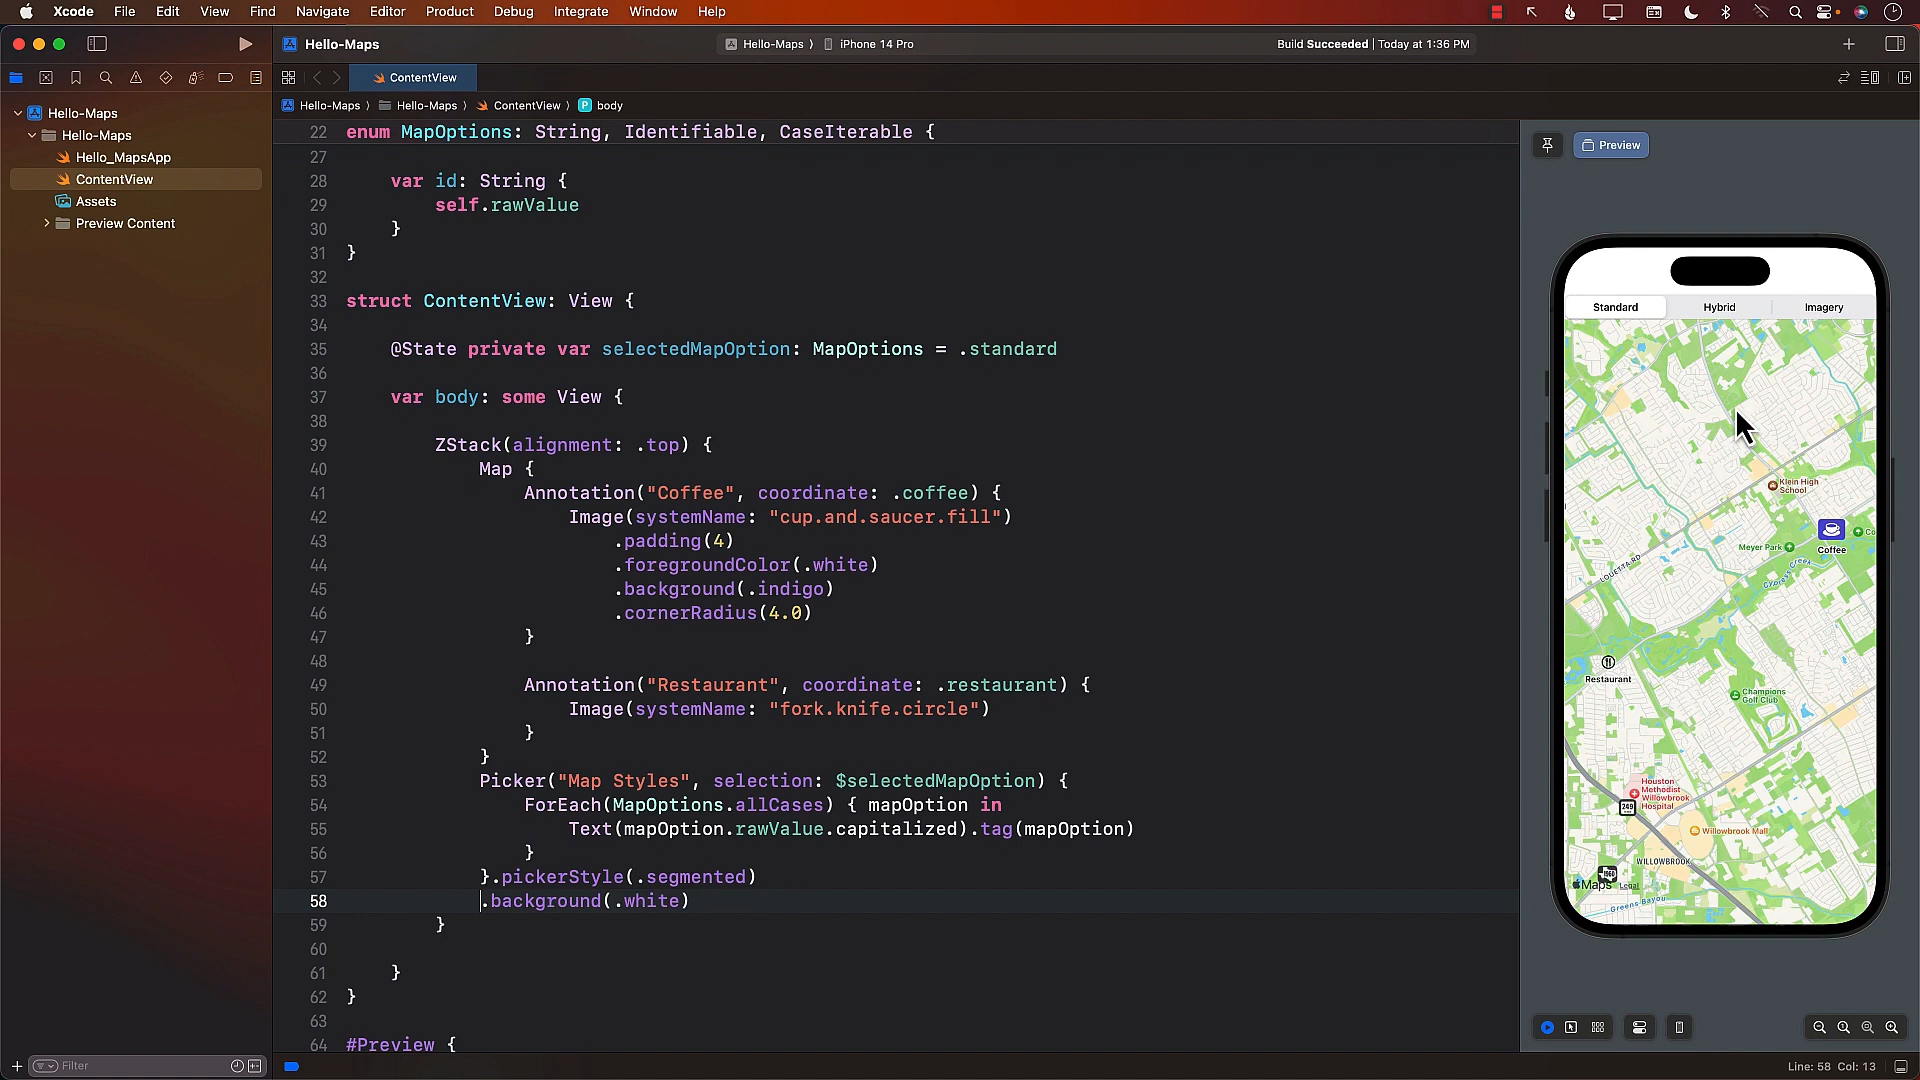 Xcode File Edit View Find Navigate Editor Product Debug Integrate Window Help
Hello-Maps
Hello-Maps ⟩ iPhone 14 Pro
Build Succeeded | Today at 1:36 PM
ContentView
Hello-Maps ⟩ Hello-Maps ⟩ ContentView ⟩ P body
Hello-Maps
Hello-Maps
Hello_MapsApp
ContentView
Assets
Preview Content
22 enum MapOptions: String, Identifiable, CaseIterable {
27
28 var id: String {
29 self.rawValue
30 }
31 }
32
33 struct ContentView: View {
34
35 @State private var selectedMapOption: MapOptions = .standard
36
37 var body: some View {
38
39 ZStack(alignment: .top) {
40 Map {
41 Annotation("Coffee", coordinate: .coffee) {
42 Image(systemName: "cup.and.saucer.fill")
43 .padding(4)
44 .foregroundColor(.white)
45 .background(.indigo)
46 .cornerRadius(4.0)
47 }
48
49 Annotation("Restaurant", coordinate: .restaurant) {
50 Image(systemName: "fork.knife.circle")
51 }
52 }
53 Picker("Map Styles", selection: $selectedMapOption) {
54 ForEach(MapOptions.allCases) { mapOption in
55 Text(mapOption.rawValue.capitalized).tag(mapOption)
56 }
57 }.pickerStyle(.segmented)
58 .background(.white)
59 }
60
61 }
62 }
63
64 #Preview {
Preview
Standard Hybrid Imagery
Klein High
School
Co
Meyer Park
Coffee
LOUETTA RD
Cypress Creek
Restaurant
Champions
Golf Club
Houston
Methodist
Willowbrook
Hospital
249
Willowbrook Mall
WILLOWBROOK
1960
Maps Legal
Greens Bayou
Filter
Line: 58 Col: 13